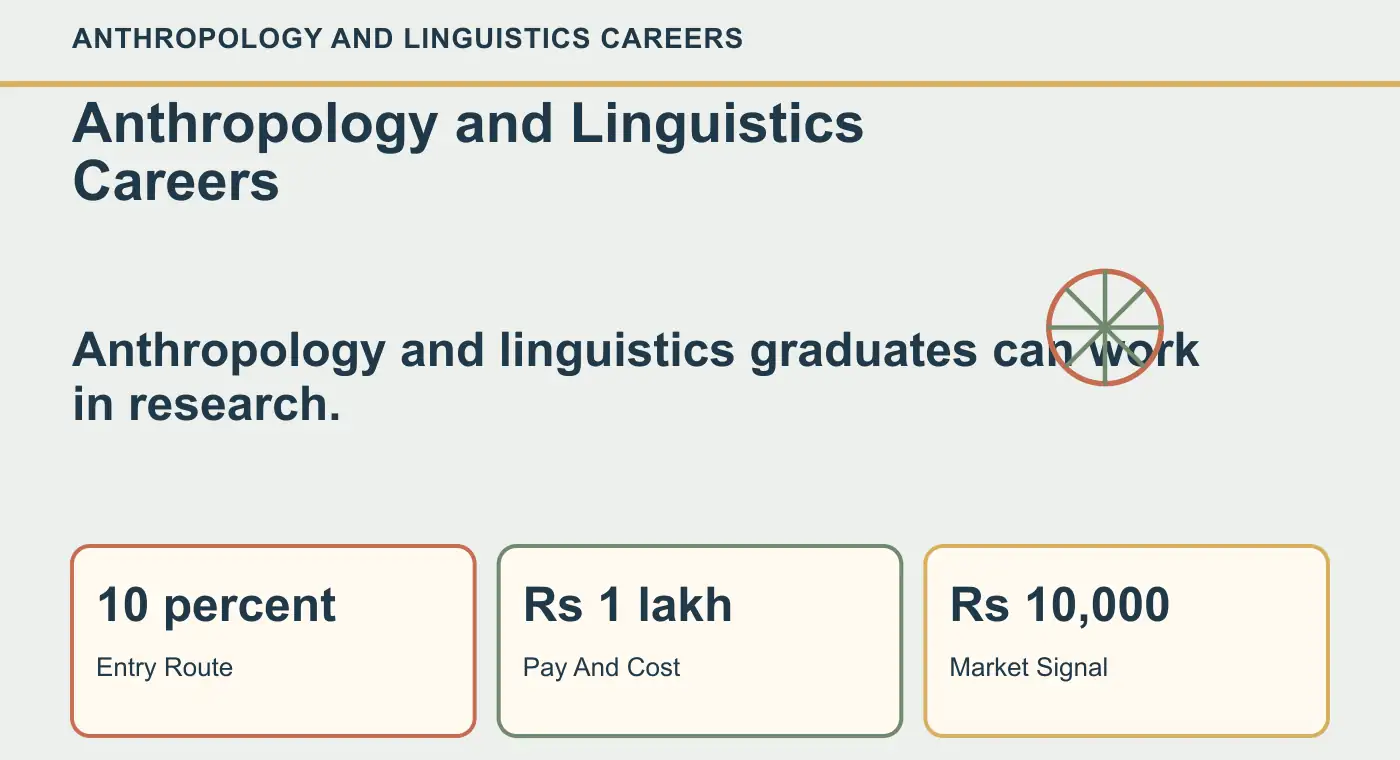 ANTHROPOLOGY AND LINGUISTICS CAREERS
Anthropology and Linguistics
Careers
Anthropology and linguistics graduates can work
in research.
10 percent
Entry Route
Rs 1 lakh
Pay And Cost
Rs 10,000
Market Signal